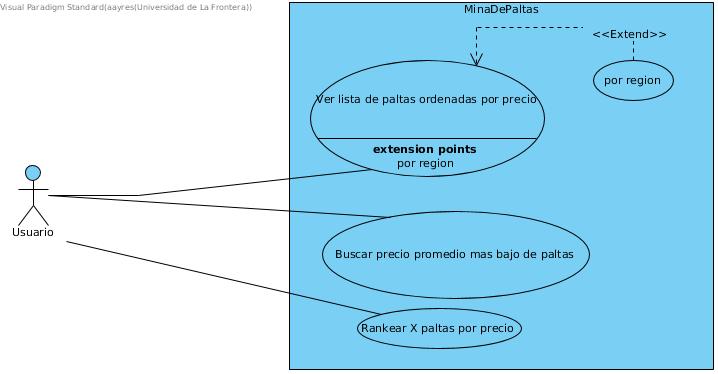 Visual Paradigm Standard(aayres(Universidad de La Frontera))
MinaDePaltas
<<Extend>>
por region
Ver lista de paltas ordenadas por precio
extension points
por region
Usuario
Buscar precio promedio mas bajo de paltas
Rankear X paltas por precio